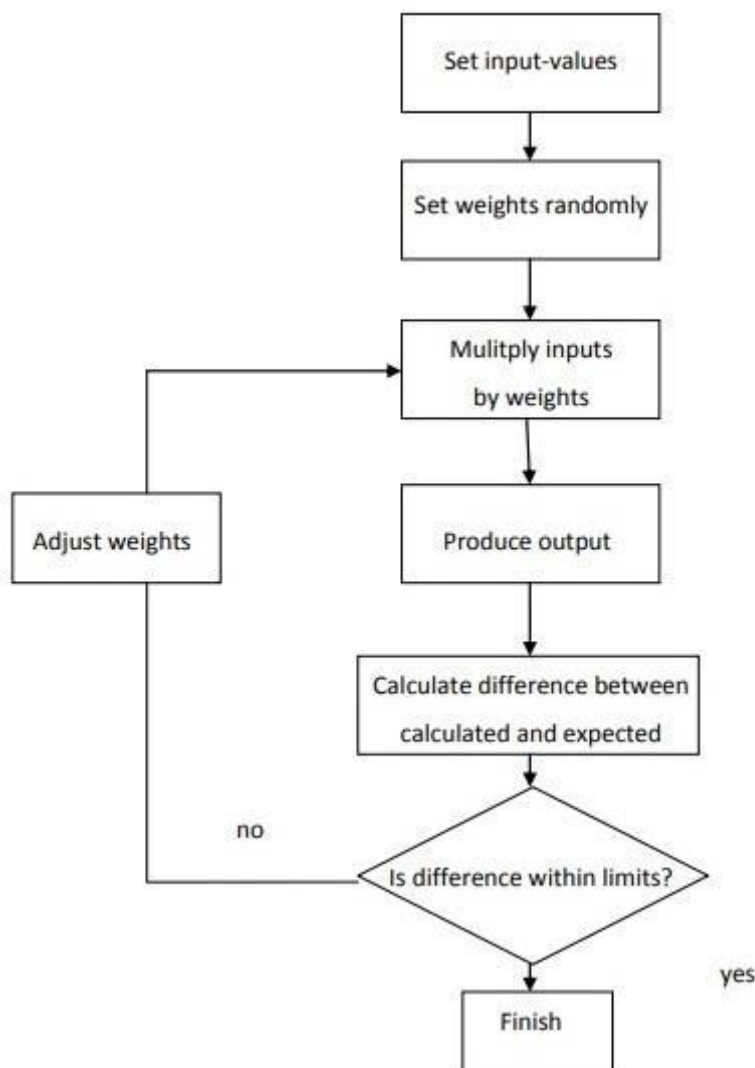 Set input-values
Set weights randomly
Mulitply inputs
by weights
Adjust weights
Produce output
Calculate difference between
calculated and expected
no
Is difference within limits?
yes
Finish